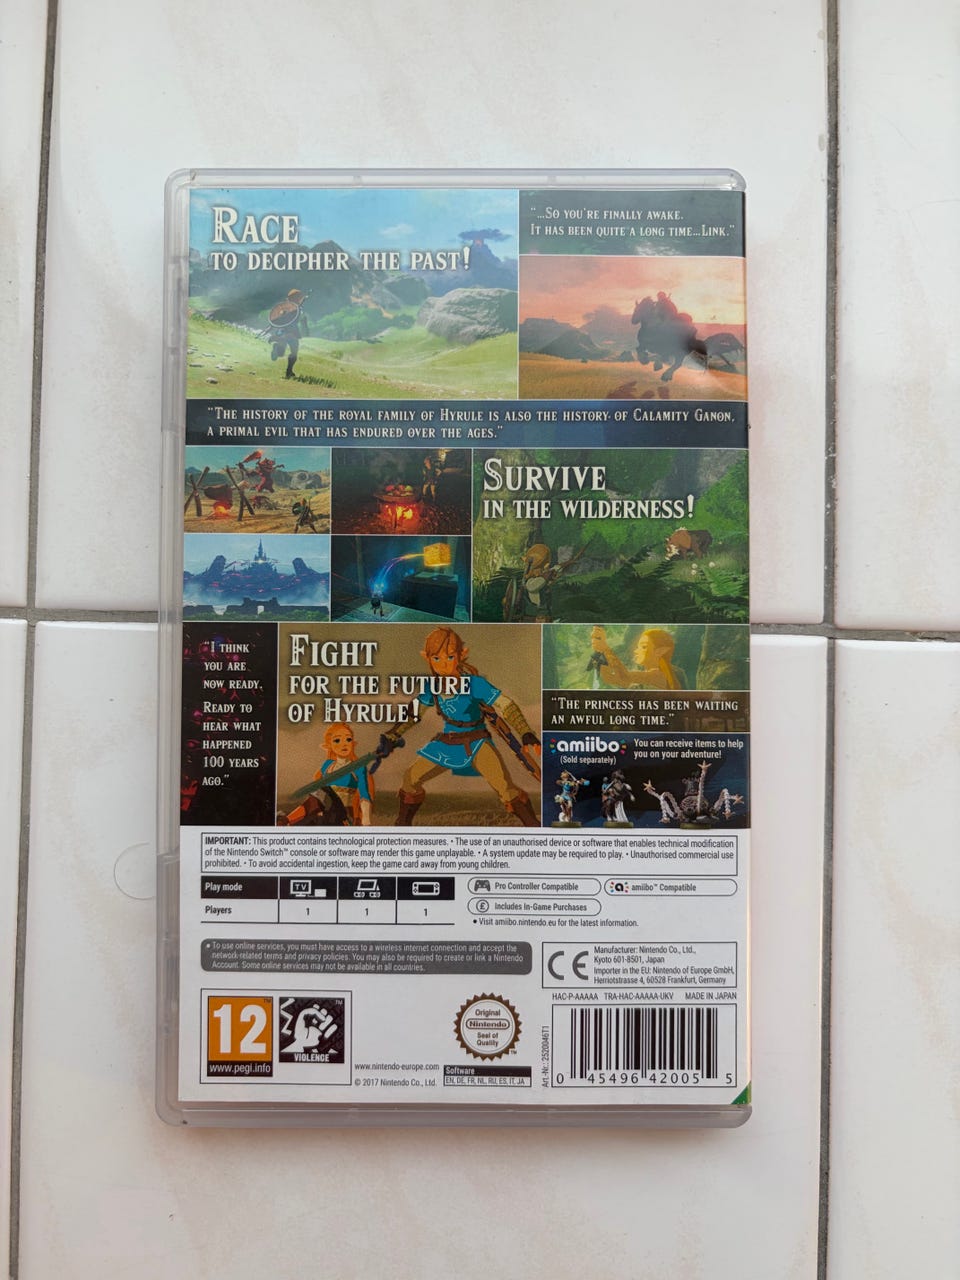 Race
to decipher the past!
“...So you're finally awake.
It has been quite a long time...Link.”
“The history of the royal family of Hyrule is also the history of Calamity Ganon,
a primal evil that has endured over the ages.”
Survive
in the wilderness!
“I think
you are
now ready.
Ready to
hear what
happened
100 years
ago.”
Fight
for the future
of Hyrule!
“The princess has been waiting
an awful long time.”
amiibo™
(Sold separately)
You can receive items to help
you on your adventure!
IMPORTANT: This product contains technological protection measures. • The use of an unauthorised device or software that enables technical modification
of the Nintendo Switch™ console or software may render this game unplayable. • A system update may be required to play. • Unauthorised commercial use
prohibited. • To avoid accidental ingestion, keep the game card away from young children.
Play mode
TV
Players 1 1 1
Pro Controller Compatible
amiibo™ Compatible
£ Includes In-Game Purchases
• Visit amiibo.nintendo.eu for the latest information.
• To use online services, you must have access to a wireless internet connection and accept the
network-related terms and privacy policies. You may also be required to create or link a Nintendo
Account. Some online services may not be available in all countries.
CE
Manufacturer: Nintendo Co., Ltd.,
Kyoto 601-8501, Japan
Importer in the EU: Nintendo of Europe GmbH,
Herriotstrasse 4, 60528 Frankfurt, Germany
HAC-P-AAAAA TRA-HAC-AAAAA-UKV MADE IN JAPAN
12
www.pegi.info
VIOLENCE
Original
Nintendo
Seal of
Quality
™
www.nintendo-europe.com
© 2017 Nintendo Co., Ltd.
Software
EN, DE, FR, NL, RU, ES, IT, JA
Art.-Nr.: 2520046T1
0 45496 42005 5